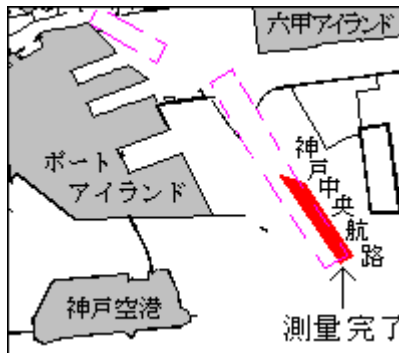 六甲アイランド
ポート
アイランド
神戸中央航路
神戸空港
測量完了